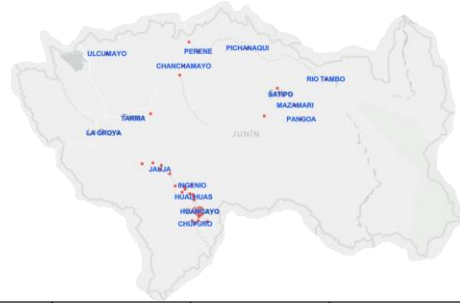 ULCUMAYO
PERENE
PICHANAQUI
CHANCHAMAYO
RIO TAMBO
SATIPO
MAZAMARI
TARMA
PANGOA
LA OROYA
JUNÍN
JAUJA
INGENIO
HUALHUAS
HUANCAYO
CHUPURO